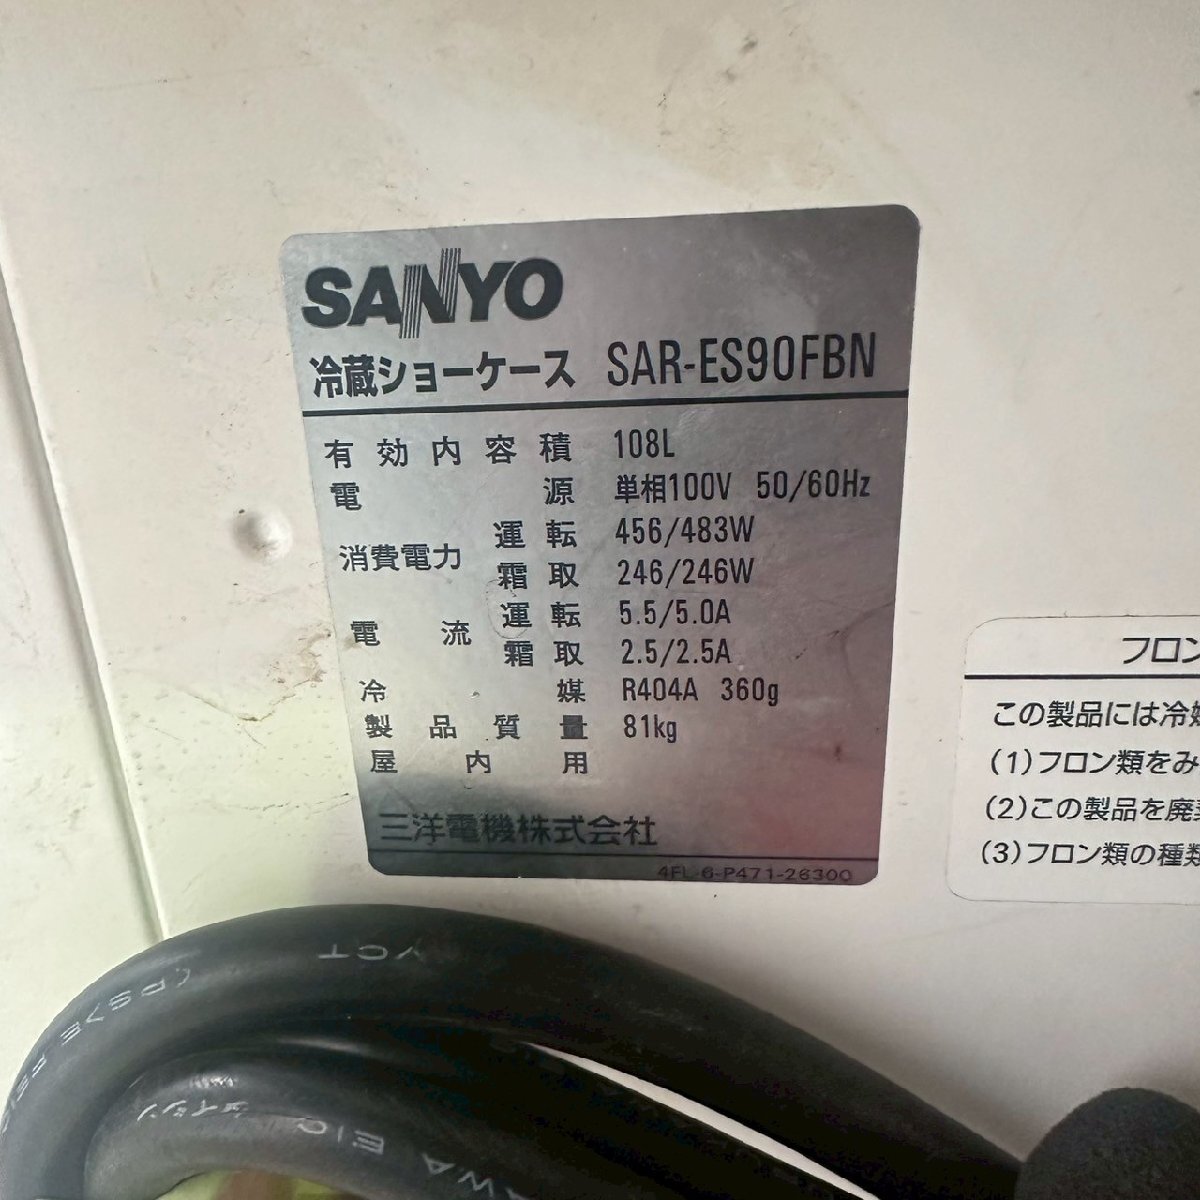 SANYO
冷蔵ショーケース SAR-ES90FBN
有効内容積 108L
電源 単相100V 50/60Hz
消費電力 運転 456/483W
霜取 246/246W
電流 運転 5.5/5.0A
霜取 2.5/2.5A
冷媒 R404A 360g
製品質量 81kg
屋内用
三洋電機株式会社
4FL-6-P471-26300
フロン
この製品には冷媒
(1)フロン類をみ
(2)この製品を廃棄
(3)フロン類の種類
VCT
(PS)E